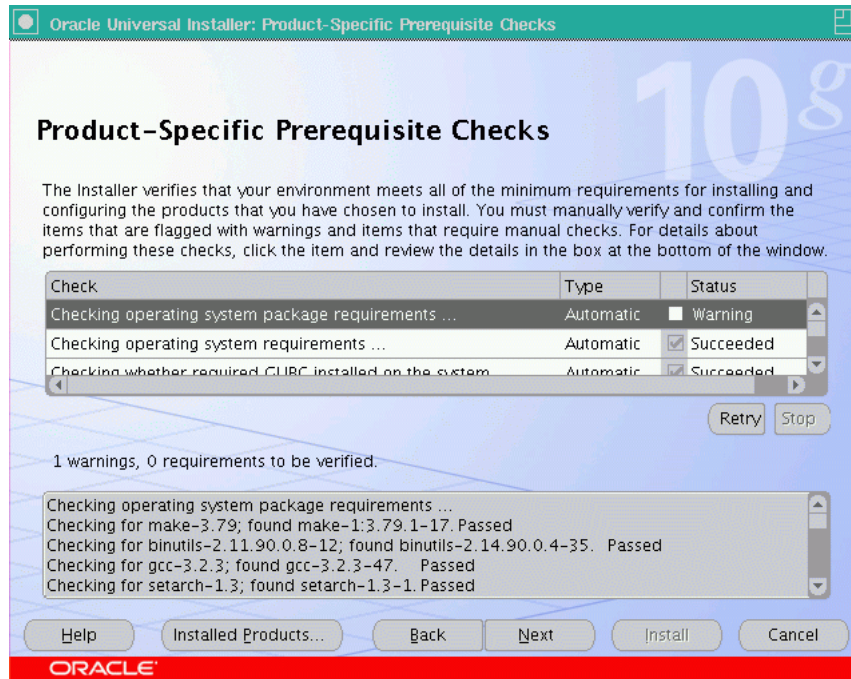 Oracle Universal Installer: Product-Specific Prerequisite Checks
10g
Product-Specific Prerequisite Checks
The Installer verifies that your environment meets all of the minimum requirements for installing and
configuring the products that you have chosen to install. You must manually verify and confirm the
items that are flagged with warnings and items that require manual checks. For details about
performing these checks, click the item and review the details in the box at the bottom of the window.
Check Type Status
Checking operating system package requirements ... Automatic Warning
Checking operating system requirements ... Automatic Succeeded
Checking whether required GLIBC installed on the system Automatic Succeeded
Retry Stop
1 warnings, 0 requirements to be verified.
Checking operating system package requirements ...
Checking for make-3.79; found make-1:3.79.1-17. Passed
Checking for binutils-2.11.90.0.8-12; found binutils-2.14.90.0.4-35. Passed
Checking for gcc-3.2.3; found gcc-3.2.3-47. Passed
Checking for setarch-1.3; found setarch-1.3-1. Passed
Help Installed Products... Back Next Install Cancel
ORACLE